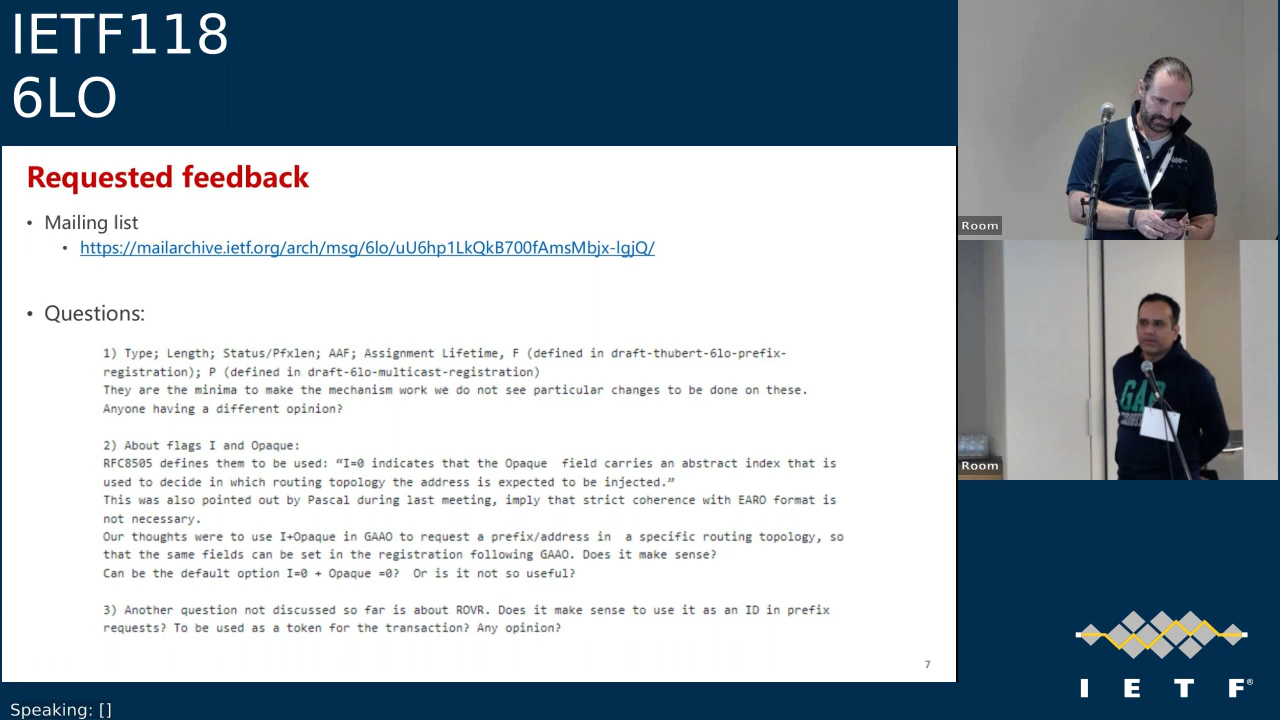 IETF118
6LO
Requested feedback
• Mailing list
• https://mailarchive.ietf.org/arch/msg/6lo/uU6hp1LkQkB700fAmsMbjx-lgjQ/
• Questions:
1) Type; Length; Status/Pfxlen; AAF; Assignment Lifetime, F (defined in draft-thubert-6lo-prefix-
registration); P (defined in draft-6lo-multicast-registration)
They are the minima to make the mechanism work we do not see particular changes to be done on these.
Anyone having a different opinion?
2) About flags I and Opaque:
RFC8505 defines them to be used: “I=0 indicates that the Opaque field carries an abstract index that is
used to decide in which routing topology the address is expected to be injected.”
This was also pointed out by Pascal during last meeting, imply that strict coherence with EARO format is
not necessary.
Our thoughts were to use I+Opaque in GAAO to request a prefix/address in a specific routing topology, so
that the same fields can be set in the registration following GAAO. Does it make sense?
Can be the default option I=0 + Opaque =0? Or is it not so useful?
3) Another question not discussed so far is about ROVR. Does it make sense to use it as an ID in prefix
requests? To be used as a token for the transaction? Any opinion?
7
Room
GAP
Room
I E T F®
Speaking: []